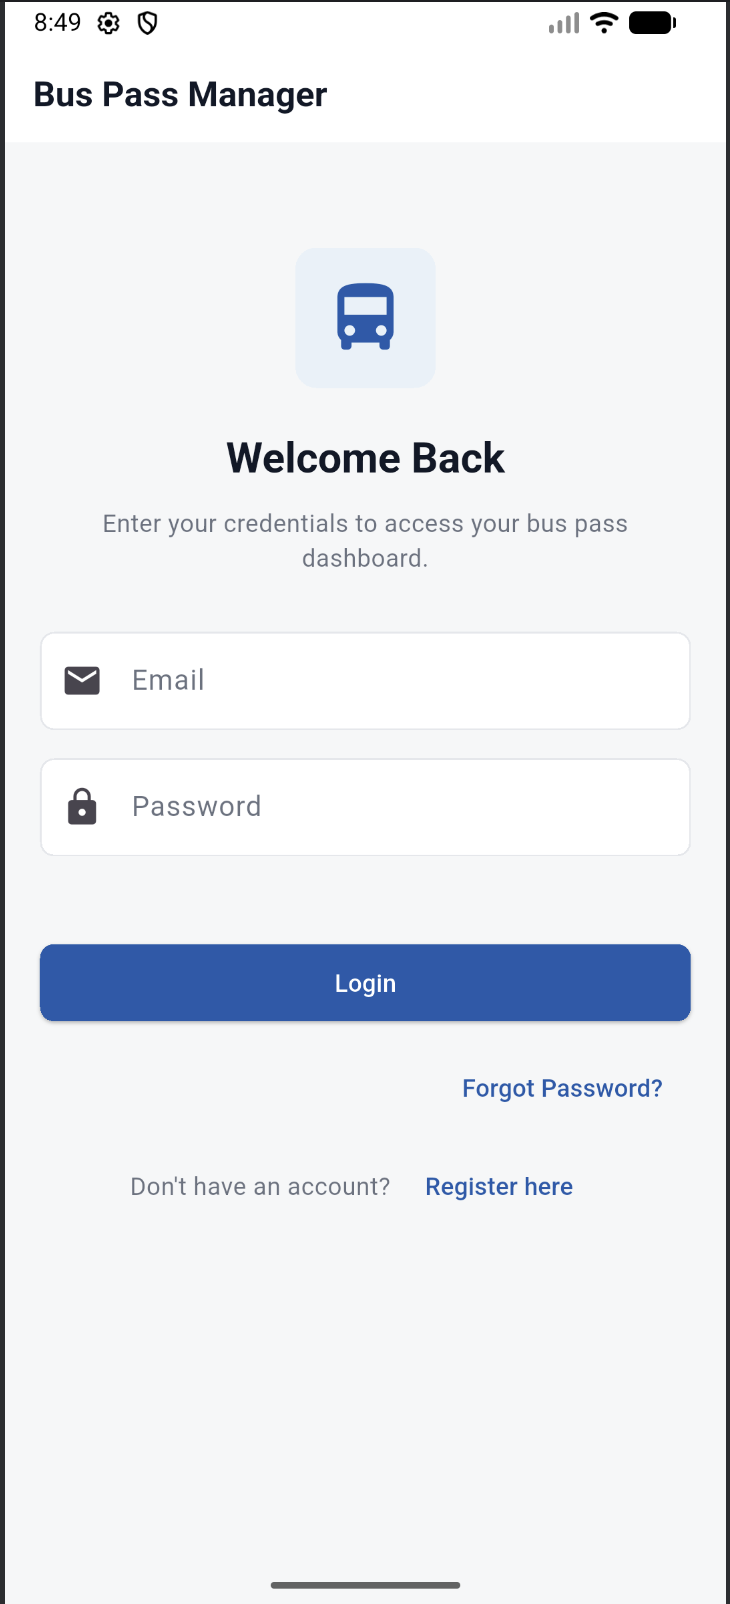 8:49
Bus Pass Manager
Welcome Back
Enter your credentials to access your bus pass
dashboard.
Email
Password
Login
Forgot Password?
Don't have an account? Register here